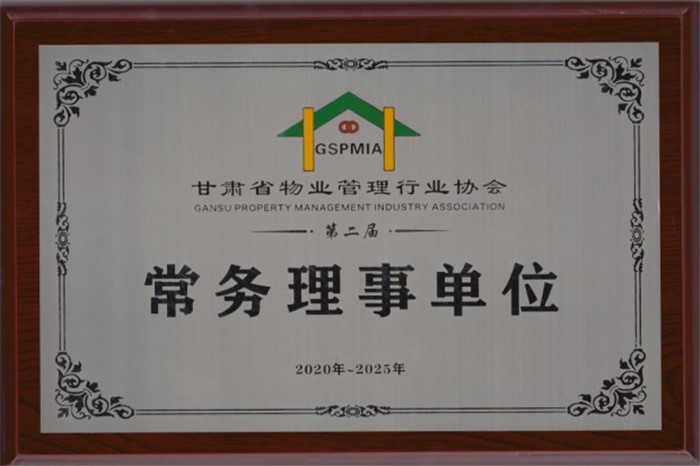 GSPMIA
甘肃省物业管理行业协会
GANSU PROPERTY MANAGEMENT INDUSTRY ASSOCIATION
第二届
常务理事单位
2020年~2025年